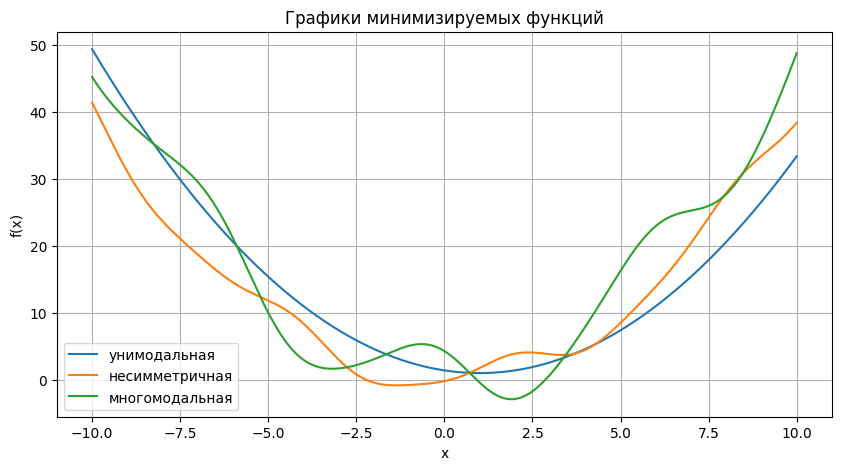 Графики минимизируемых функций
50
40
30
20
10
0
f(x)
унимодальная
несимметричная
многомодальная
−10.0 −7.5 −5.0 −2.5 0.0 2.5 5.0 7.5 10.0
x